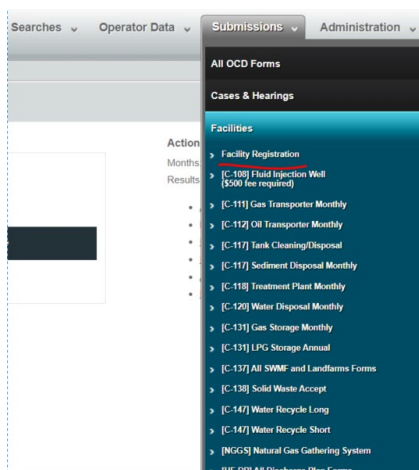 Searches Operator Data Submissions Administration
All OCD Forms
Cases & Hearings
Facilities
Action
Months
Results
Facility Registration
[C-108] Fluid Injection Well
($500 fee required)
[C-111] Gas Transporter Monthly
[C-112] Oil Transporter Monthly
[C-117] Tank Cleaning/Disposal
[C-117] Sediment Disposal Monthly
[C-118] Treatment Plant Monthly
[C-120] Water Disposal Monthly
[C-131] Gas Storage Monthly
[C-131] LPG Storage Annual
[C-137] All SWMF and Landfarms Forms
[C-138] Solid Waste Accept
[C-147] Water Recycle Long
[C-147] Water Recycle Short
[NGGS] Natural Gas Gathering System
All Discharge Plan Forms